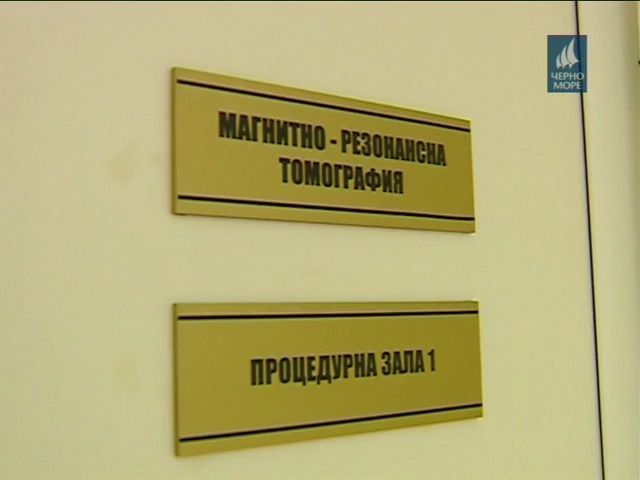 ЧЕРНО
МОРЕ
МАГНИТНО - РЕЗОНАНСНА
ТОМОГРАФИЯ
ПРОЦЕДУРНА ЗАЛА 1